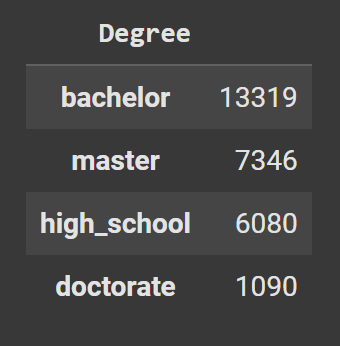 Degree
bachelor 13319
master 7346
high_school 6080
doctorate 1090